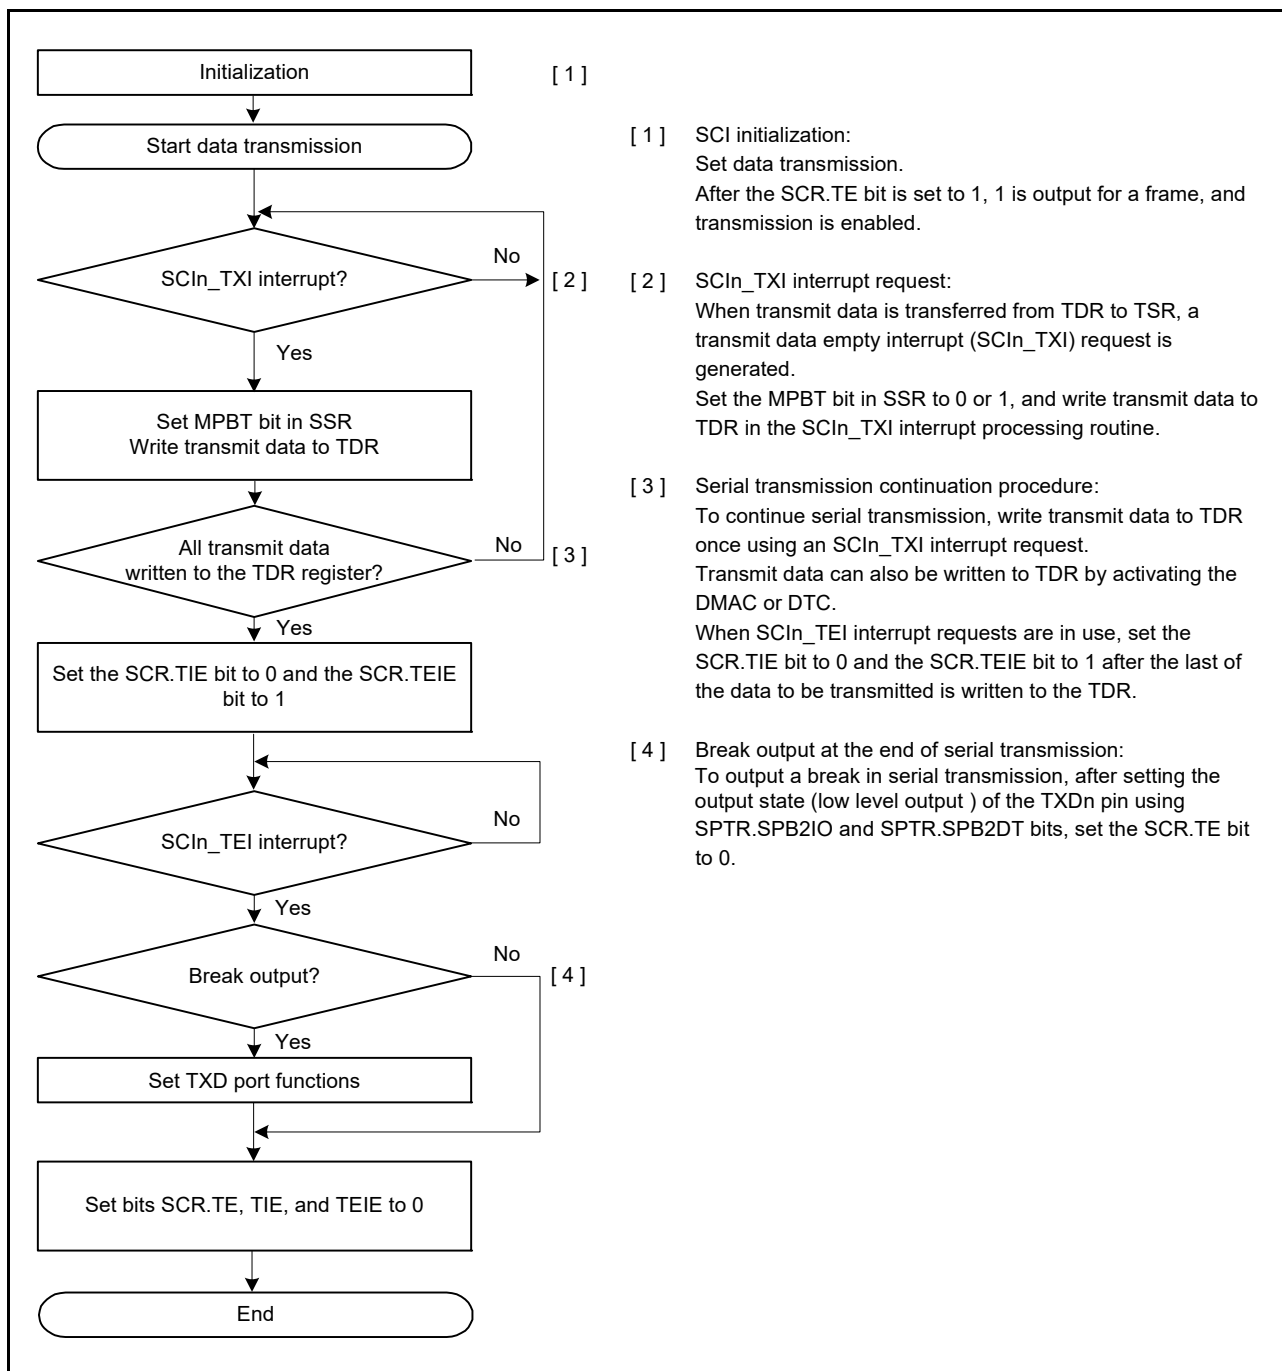 Initialization
[ 1 ]
Start data transmission
SCIn_TXI interrupt?
No
[ 2 ]
Yes
Set MPBT bit in SSR
Write transmit data to TDR
All transmit data
written to the TDR register?
No
[ 3 ]
Yes
Set the SCR.TIE bit to 0 and the SCR.TEIE
bit to 1
SCIn_TEI interrupt?
No
Yes
Break output?
No
[ 4 ]
Yes
Set TXD port functions
Set bits SCR.TE, TIE, and TEIE to 0
End
[ 1 ] SCI initialization:
Set data transmission.
After the SCR.TE bit is set to 1, 1 is output for a frame, and
transmission is enabled.
[ 2 ] SCIn_TXI interrupt request:
When transmit data is transferred from TDR to TSR, a
transmit data empty interrupt (SCIn_TXI) request is
generated.
Set the MPBT bit in SSR to 0 or 1, and write transmit data to
TDR in the SCIn_TXI interrupt processing routine.
[ 3 ] Serial transmission continuation procedure:
To continue serial transmission, write transmit data to TDR
once using an SCIn_TXI interrupt request.
Transmit data can also be written to TDR by activating the
DMAC or DTC.
When SCIn_TEI interrupt requests are in use, set the
SCR.TIE bit to 0 and the SCR.TEIE bit to 1 after the last of
the data to be transmitted is written to the TDR.
[ 4 ] Break output at the end of serial transmission:
To output a break in serial transmission, after setting the
output state (low level output ) of the TXDn pin using
SPTR.SPB2IO and SPTR.SPB2DT bits, set the SCR.TE bit
to 0.